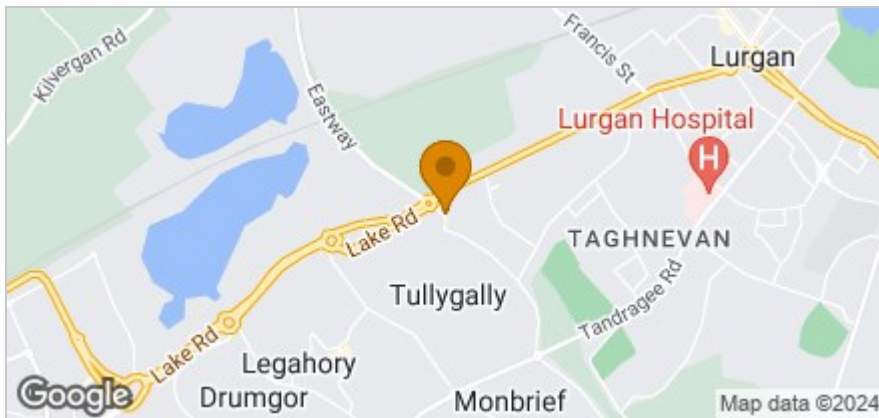 Kilvergan Rd
Eastway
Francis St
Lurgan
Lurgan Hospital
H
Lake Rd
TAGHNEVAN
Tullygally
Tandragee Rd
Lake Rd
Legahory
Drumgor
Monbrief
Google
Map data ©2024